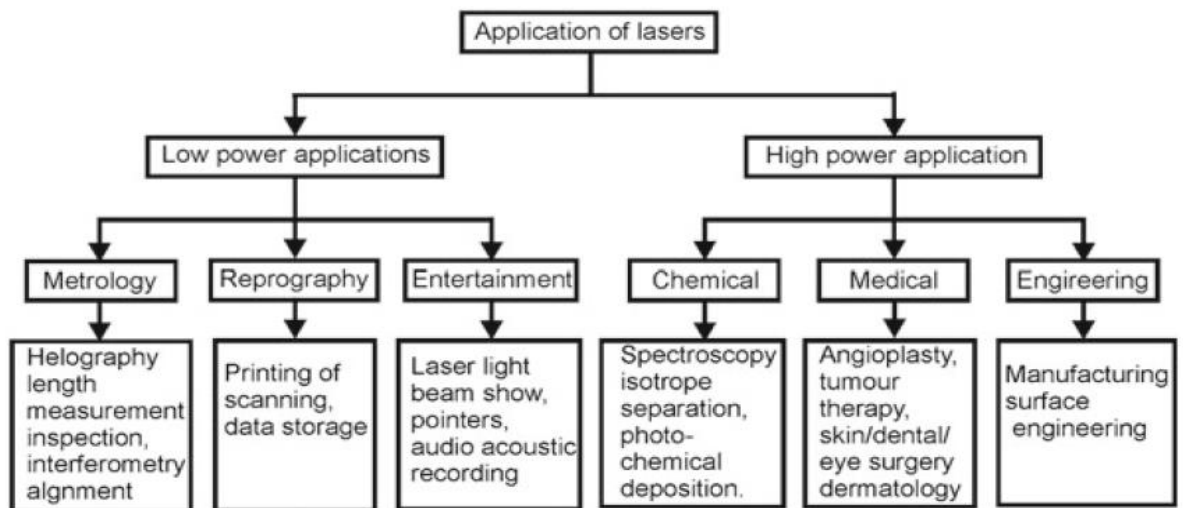 Application of lasers
Low power applications
High power application
Metrology
Reprography
Entertainment
Chemical
Medical
Engireering
Helography
length
measurement
inspection,
interferometry
algnment
Printing of
scanning,
data storage
Laser light
beam show,
pointers,
audio acoustic
recording
Spectroscopy
isotrope
separation,
photo-
chemical
deposition.
Angioplasty,
tumour
therapy,
skin/dental/
eye surgery
dermatology
Manufacturing
surface
engineering